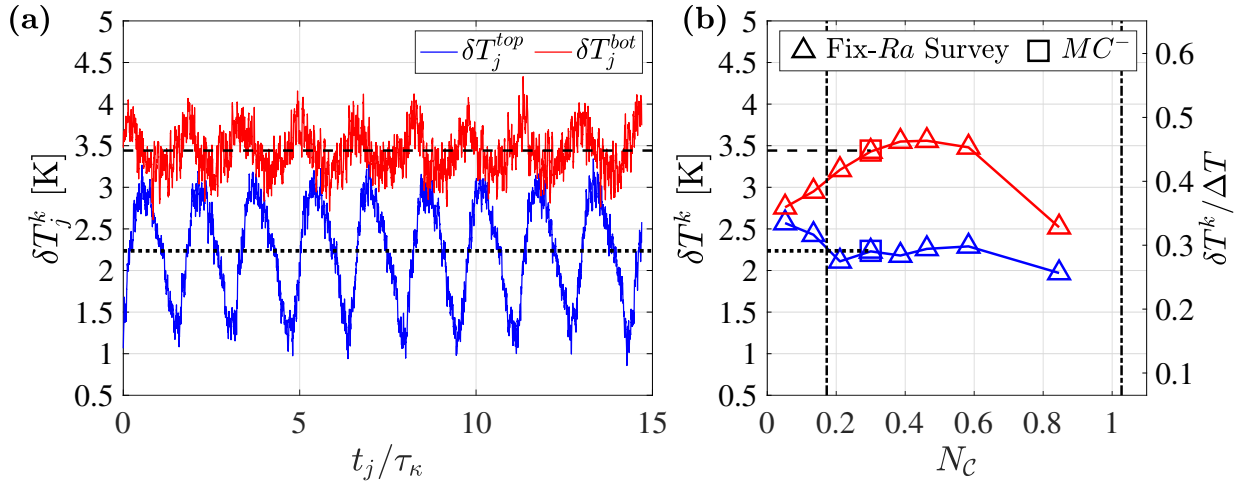 (a)
δT_j^k [K]
5
4.5
4
3.5
3
2.5
2
1.5
1
0.5
δT_j^{top} δT_j^{bot}
0 5 10 15
t_j/τ_κ
(b)
δT^k [K]
5
4.5
4
3.5
3
2.5
2
1.5
1
0.5
Fix-Ra Survey MC^−
0 0.2 0.4 0.6 0.8 1
N_𝒞
0.6
0.5
0.4
0.3
0.2
0.1
δT^k/ΔT